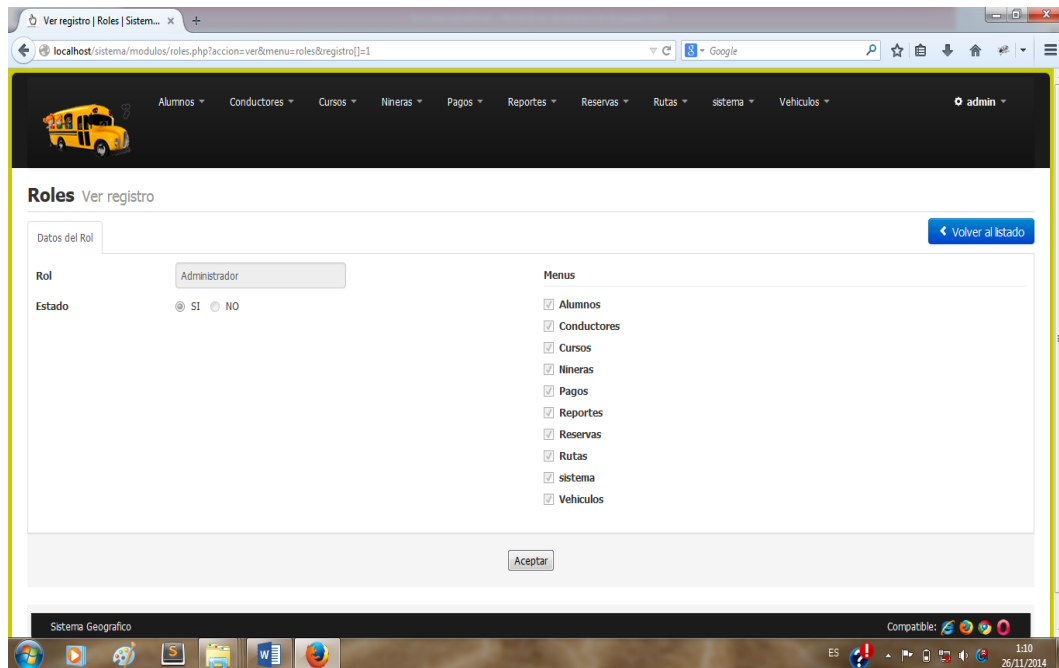 Ver registro | Roles | Sistem...
localhost/sistema/modulos/roles.php?accion=ver&menu=roles&registro[]=1
Google
Alumnos Conductores Cursos Nineras Pagos Reportes Reservas Rutas sistema Vehiculos admin
Roles Ver registro
Datos del Rol
Volver al listado
Rol Administrador
Estado SI NO
Menus
Alumnos
Conductores
Cursos
Nineras
Pagos
Reportes
Reservas
Rutas
sistema
Vehiculos
Aceptar
Sistema Geografico
Compatible:
ES
1:10
26/11/2014